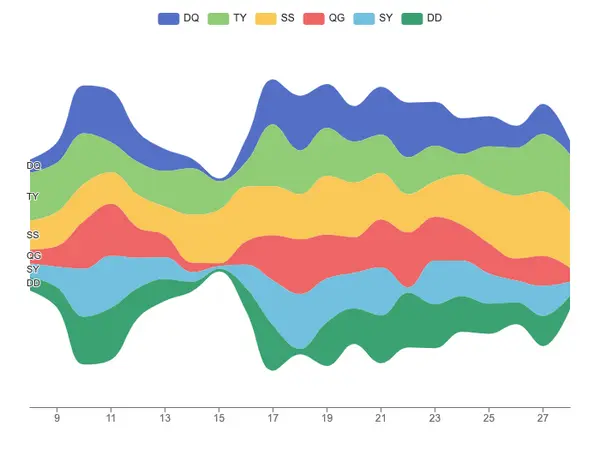 DQ TY SS QG SY DD
DQ
TY
SS
QG
SY
DD
9 11 13 15 17 19 21 23 25 27